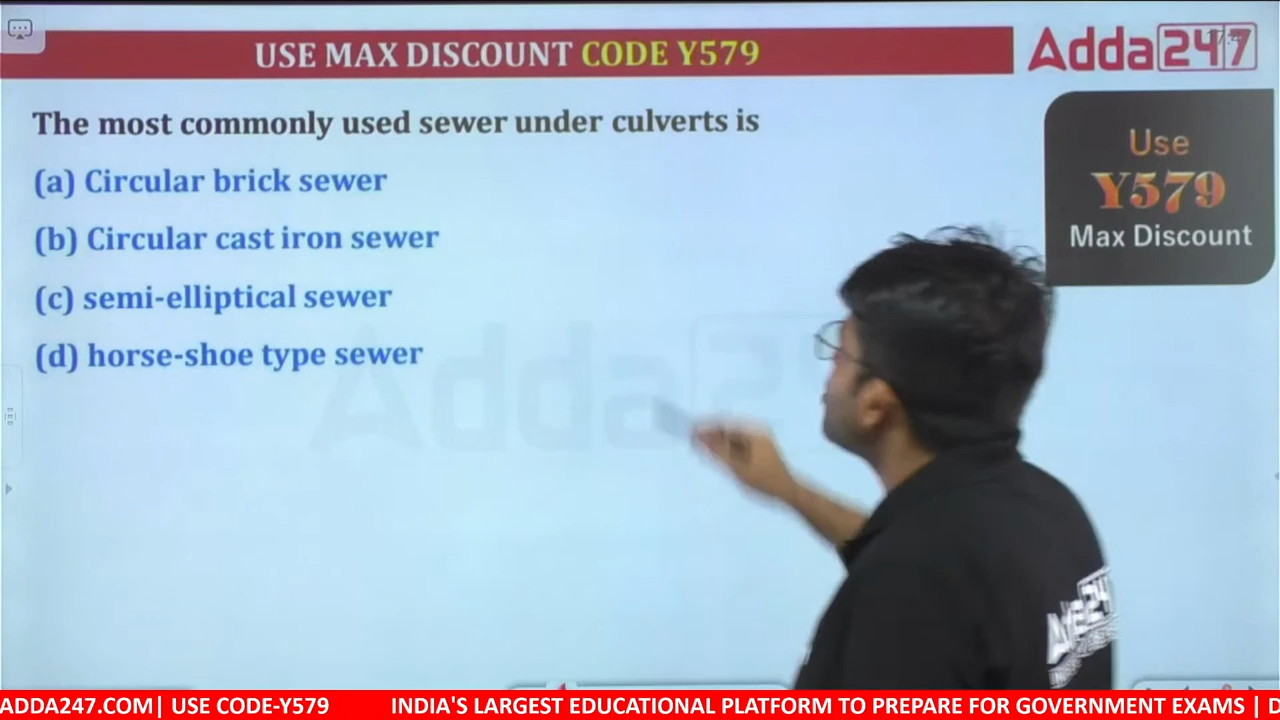 USE MAX DISCOUNT CODE Y579
Adda247
The most commonly used sewer under culverts is
(a) Circular brick sewer
(b) Circular cast iron sewer
(c) semi-elliptical sewer
(d) horse-shoe type sewer
Use
Y579
Max Discount
Adda247
ADDA247.COM| USE CODE-Y579 INDIA'S LARGEST EDUCATIONAL PLATFORM TO PREPARE FOR GOVERNMENT EXAMS | D